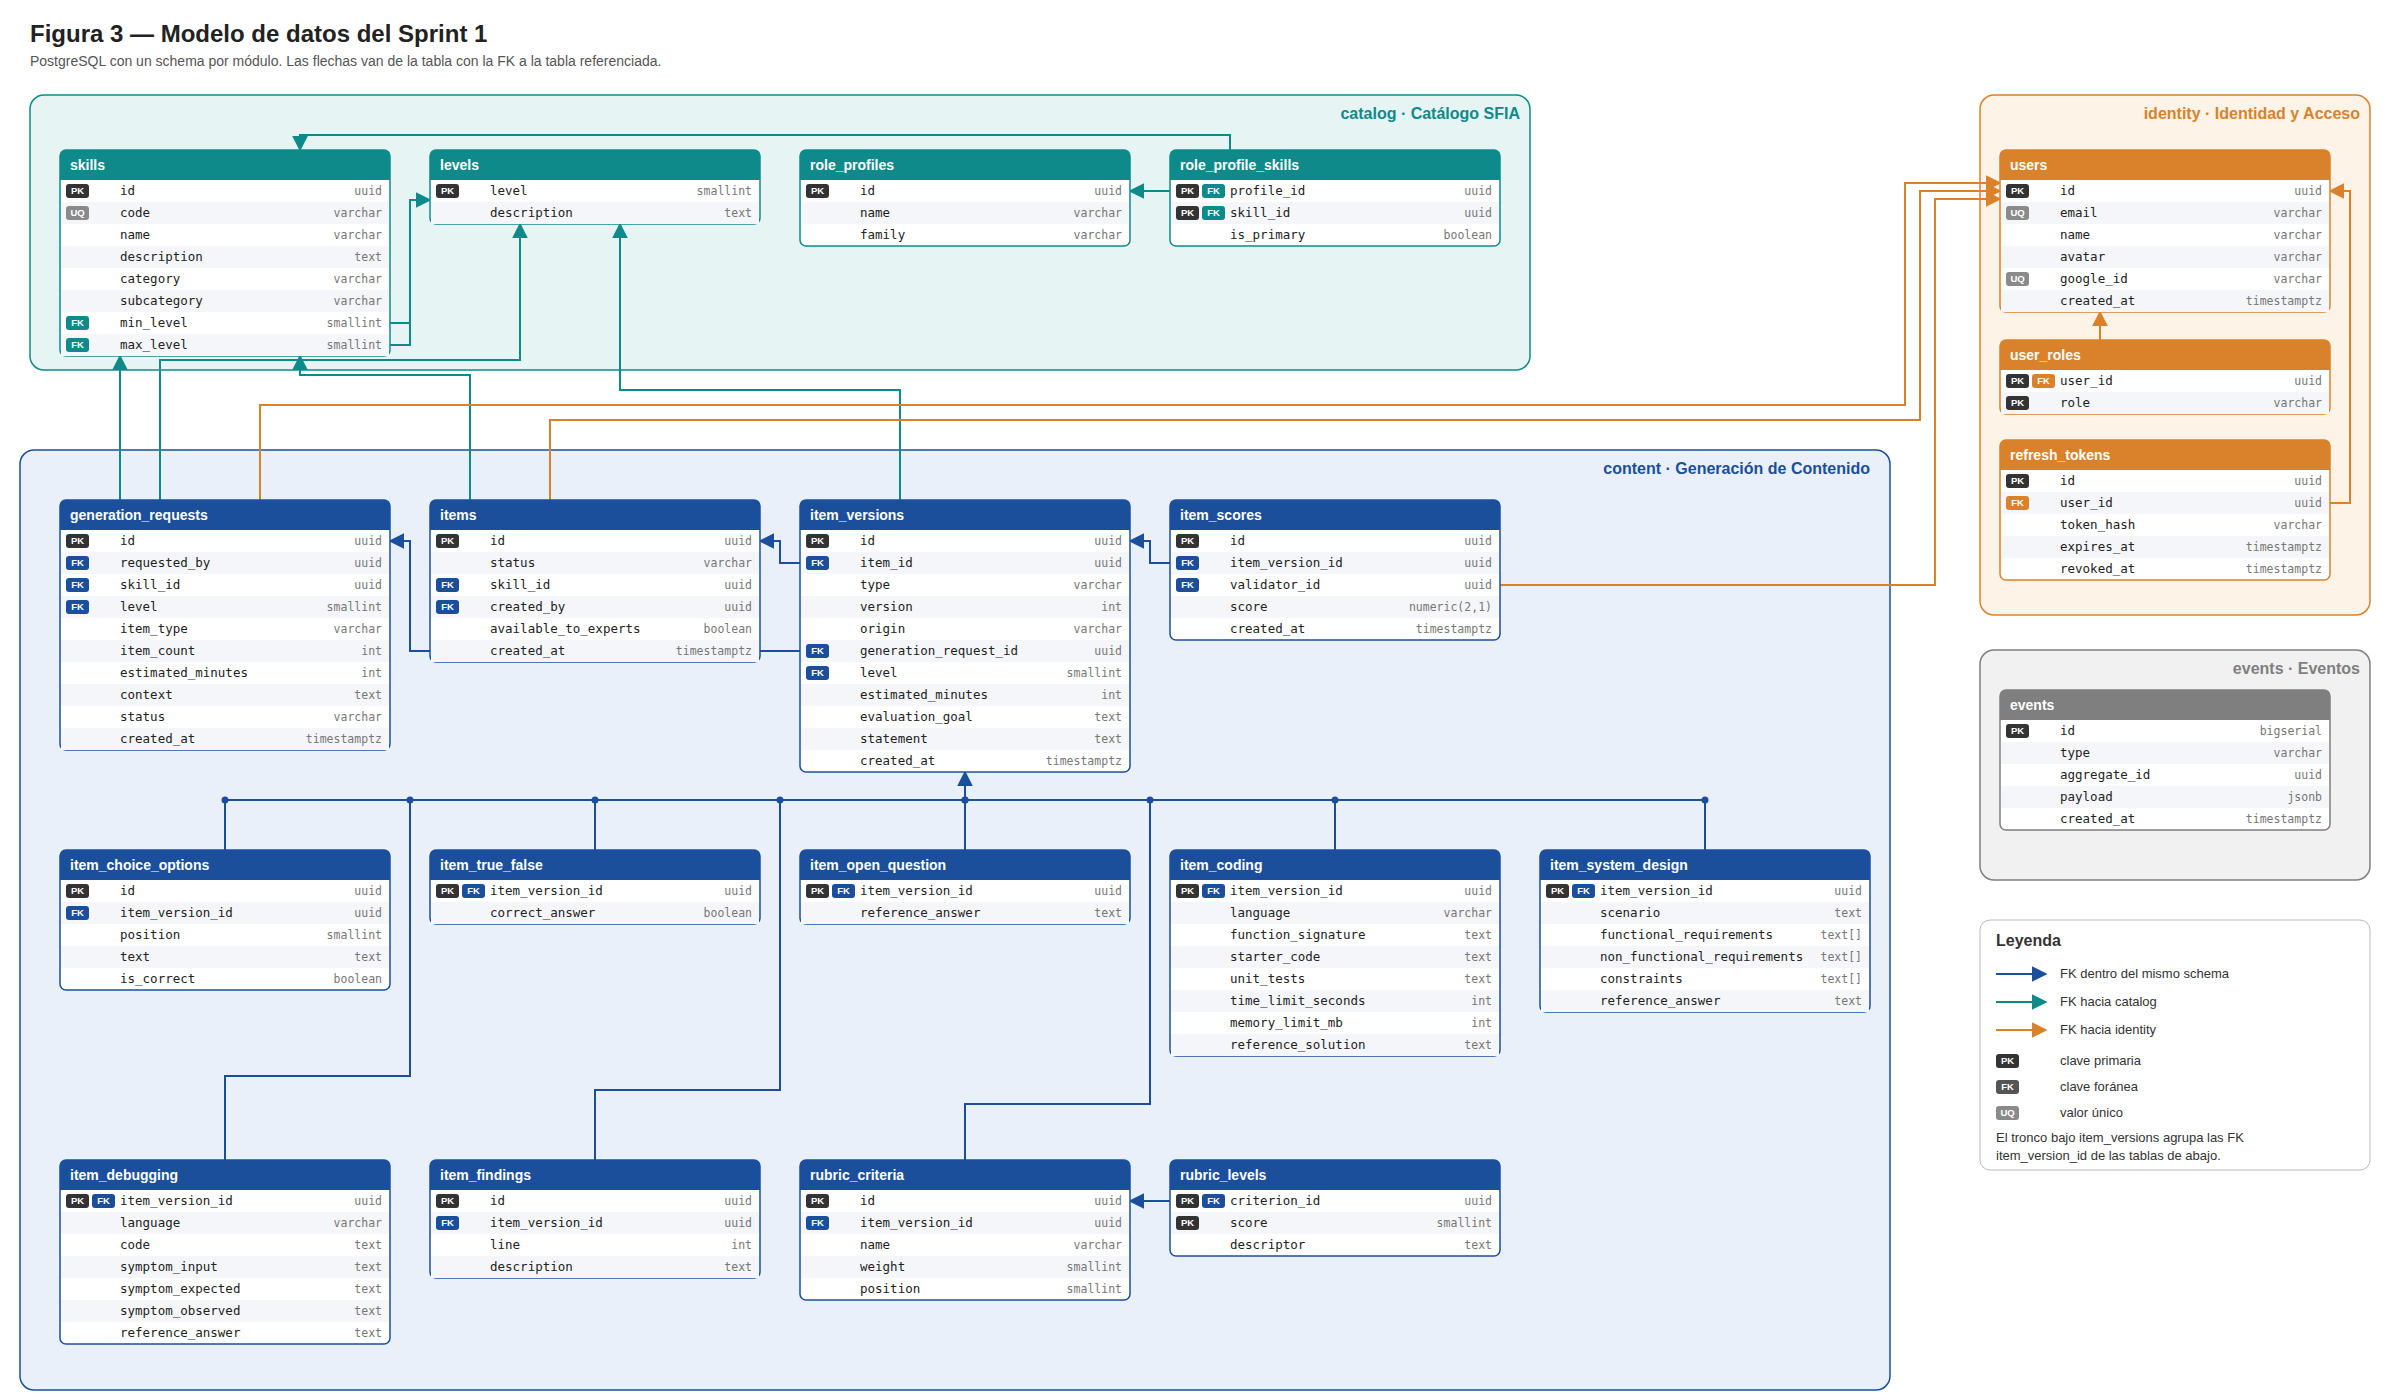 Figura 3 — Modelo de datos del Sprint 1
PostgreSQL con un schema por módulo. Las flechas van de la tabla con la FK a la tabla referenciada.
catalog · Catálogo SFIA
skills
PK id uuid
UQ code varchar
name varchar
description text
category varchar
subcategory varchar
FK min_level smallint
FK max_level smallint
levels
PK level smallint
description text
role_profiles
PK id uuid
name varchar
family varchar
role_profile_skills
PK FK profile_id uuid
PK FK skill_id uuid
is_primary boolean
identity · Identidad y Acceso
users
PK id uuid
UQ email varchar
name varchar
avatar varchar
UQ google_id varchar
created_at timestamptz
user_roles
PK FK user_id uuid
PK role varchar
refresh_tokens
PK id uuid
FK user_id uuid
token_hash varchar
expires_at timestamptz
revoked_at timestamptz
content · Generación de Contenido
generation_requests
PK id uuid
FK requested_by uuid
FK skill_id uuid
FK level smallint
item_type varchar
item_count int
estimated_minutes int
context text
status varchar
created_at timestamptz
items
PK id uuid
status varchar
FK skill_id uuid
FK created_by uuid
available_to_experts boolean
created_at timestamptz
item_versions
PK id uuid
FK item_id uuid
type varchar
version int
origin varchar
FK generation_request_id uuid
FK level smallint
estimated_minutes int
evaluation_goal text
statement text
created_at timestamptz
item_scores
PK id uuid
FK item_version_id uuid
FK validator_id uuid
score numeric(2,1)
created_at timestamptz
item_choice_options
PK id uuid
FK item_version_id uuid
position smallint
text text
is_correct boolean
item_true_false
PK FK item_version_id uuid
correct_answer boolean
item_open_question
PK FK item_version_id uuid
reference_answer text
item_coding
PK FK item_version_id uuid
language varchar
function_signature text
starter_code text
unit_tests text
time_limit_seconds int
memory_limit_mb int
reference_solution text
item_system_design
PK FK item_version_id uuid
scenario text
functional_requirements text[]
non_functional_requirements text[]
constraints text[]
reference_answer text
item_debugging
PK FK item_version_id uuid
language varchar
code text
symptom_input text
symptom_expected text
symptom_observed text
reference_answer text
item_findings
PK id uuid
FK item_version_id uuid
line int
description text
rubric_criteria
PK id uuid
FK item_version_id uuid
name varchar
weight smallint
position smallint
rubric_levels
PK FK criterion_id uuid
PK score smallint
descriptor text
events · Eventos
events
PK id bigserial
type varchar
aggregate_id uuid
payload jsonb
created_at timestamptz
Leyenda
FK dentro del mismo schema
FK hacia catalog
FK hacia identity
PK clave primaria
FK clave foránea
UQ valor único
El tronco bajo item_versions agrupa las FK
item_version_id de las tablas de abajo.